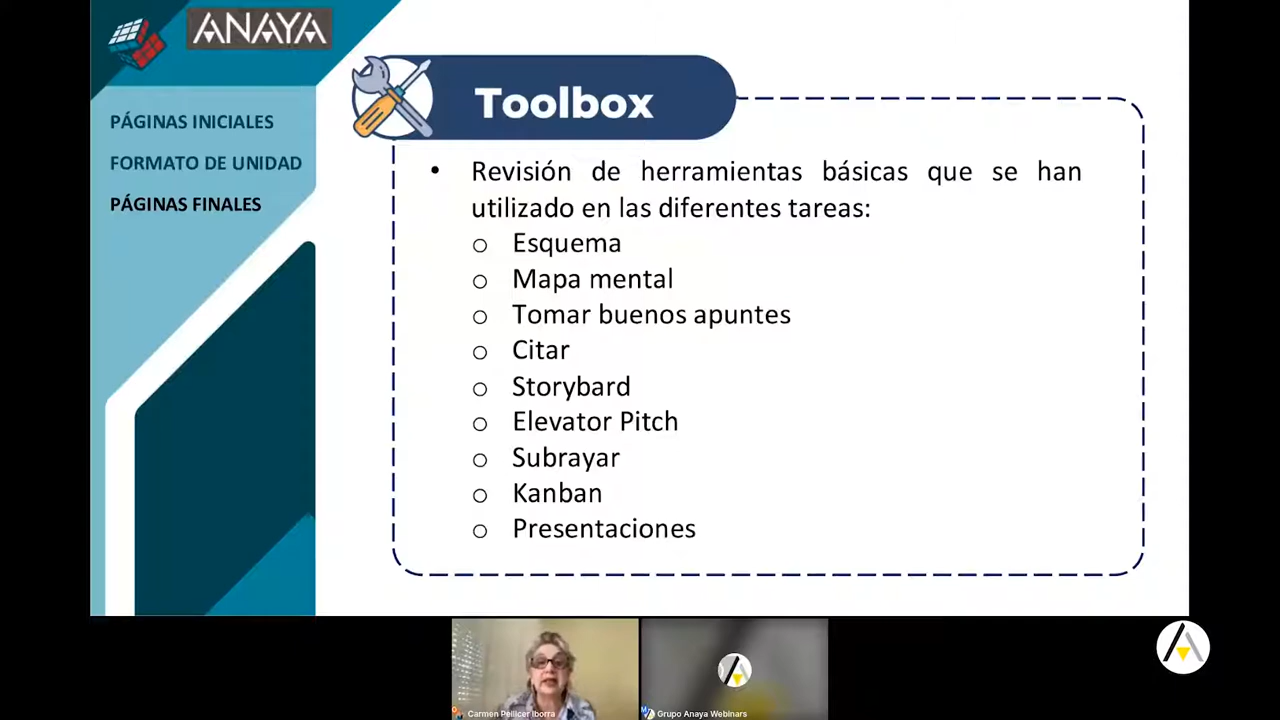 ANAYA
PÁGINAS INICIALES
FORMATO DE UNIDAD
PÁGINAS FINALES
Toolbox
• Revisión de herramientas básicas que se han
utilizado en las diferentes tareas:
o Esquema
o Mapa mental
o Tomar buenos apuntes
o Citar
o Storybard
o Elevator Pitch
o Subrayar
o Kanban
o Presentaciones
Carmen Pellicer Iborra
Grupo Anaya Webinars